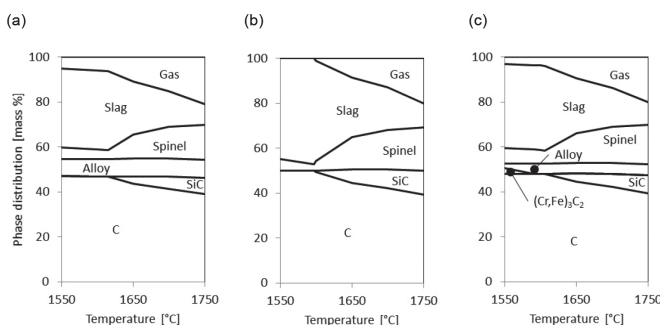 (a)
(b)
(c)
Phase distribution [mass %]
100
80
60
40
20
0
Gas
Slag
Spinel
Alloy
SiC
C
1550
1650
1750
Temperature [°C]
100
80
60
40
20
0
Gas
Slag
Spinel
SiC
1550
1650
1750
Temperature [°C]
100
80
60
40
20
0
Gas
Slag
Spinel
Alloy
SiC
(Cr,Fe)₃C₂
C
1550
1650
1750
Temperature [°C]